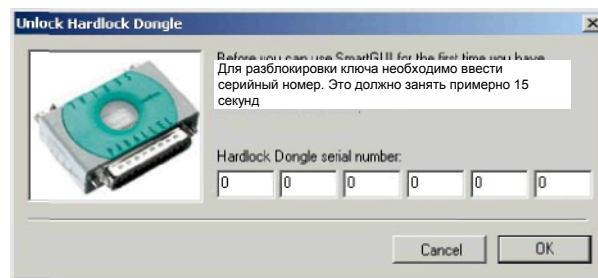 Unlock Hardlock Dongle
Before you can use SmartGUI for the first time you have
Для разблокировки ключа необходимо ввести
серийный номер. Это должно занять примерно 15
секунд
PARALLEL
Hardlock Dongle serial number:
0 0 0 0 0 0
Cancel OK